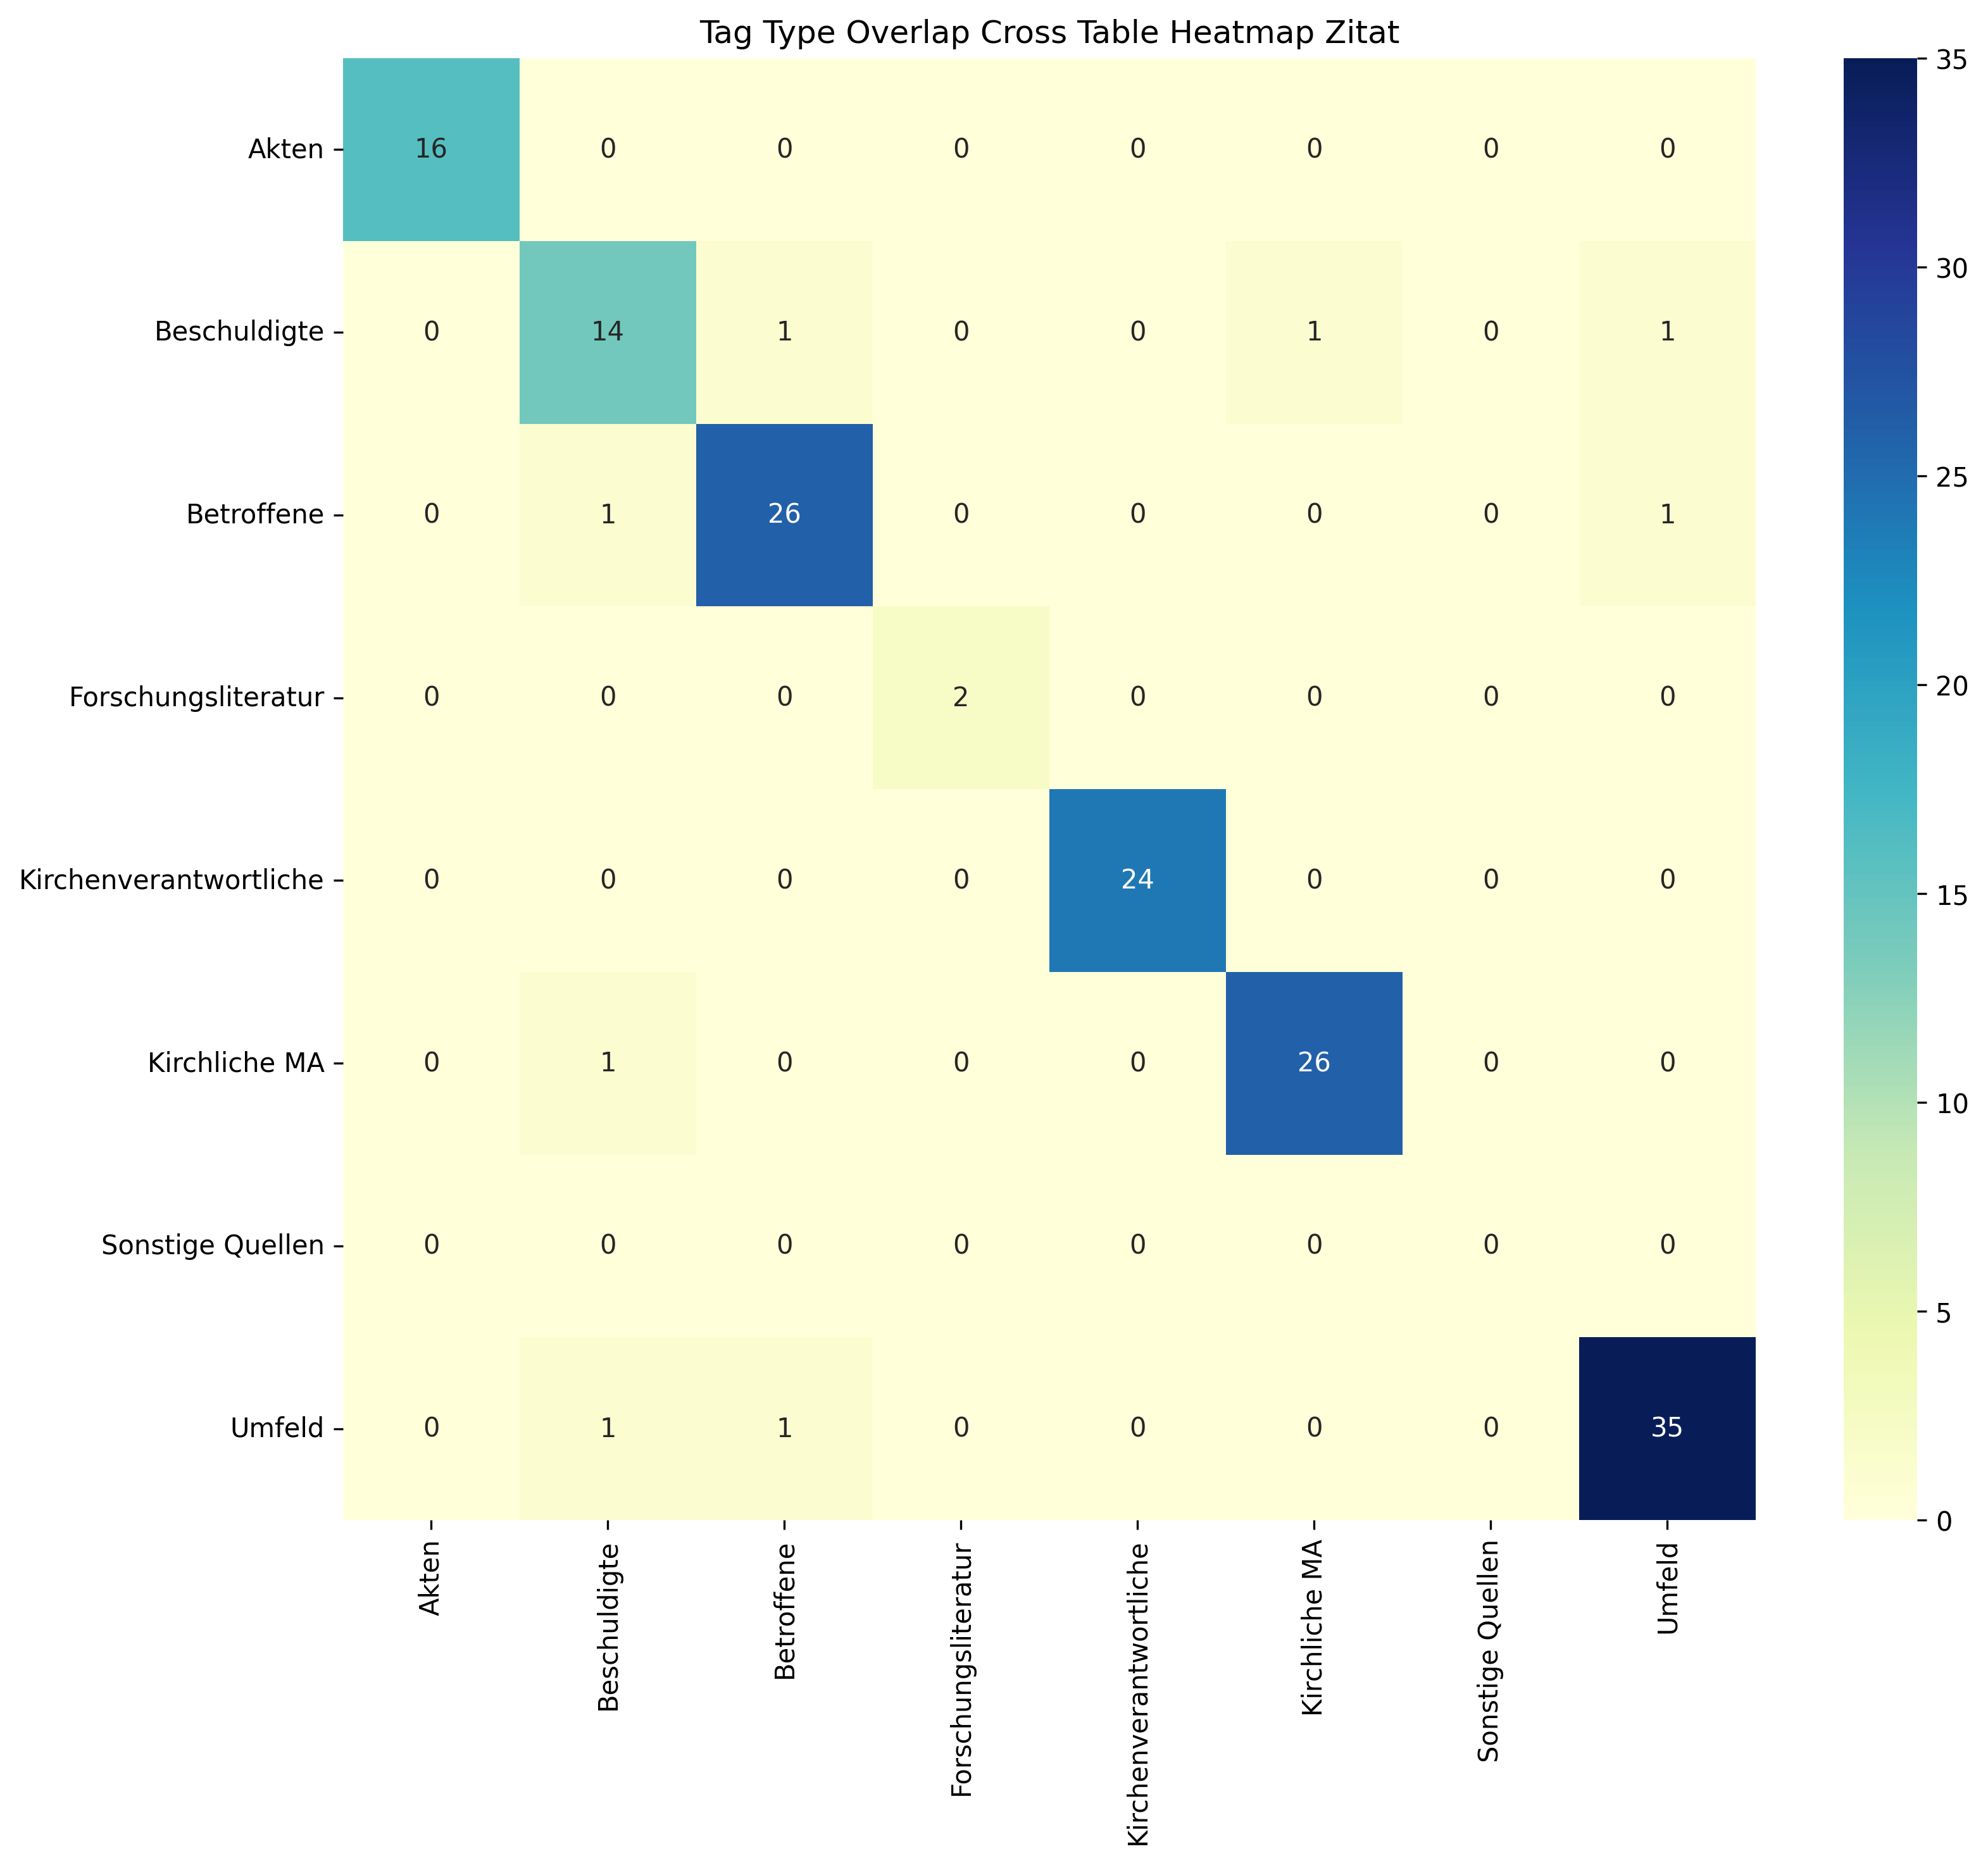 Tag Type Overlap Cross Table Heatmap Zitat
Akten 16 0 0 0 0 0 0 0
Beschuldigte 0 14 1 0 0 1 0 1
Betroffene 0 1 26 0 0 0 0 1
Forschungsliteratur 0 0 0 2 0 0 0 0
Kirchenverantwortliche 0 0 0 0 24 0 0 0
Kirchliche MA 0 1 0 0 0 26 0 0
Sonstige Quellen 0 0 0 0 0 0 0 0
Umfeld 0 1 1 0 0 0 0 35
Akten
Beschuldigte
Betroffene
Forschungsliteratur
Kirchenverantwortliche
Kirchliche MA
Sonstige Quellen
Umfeld
35
30
25
20
15
10
5
0